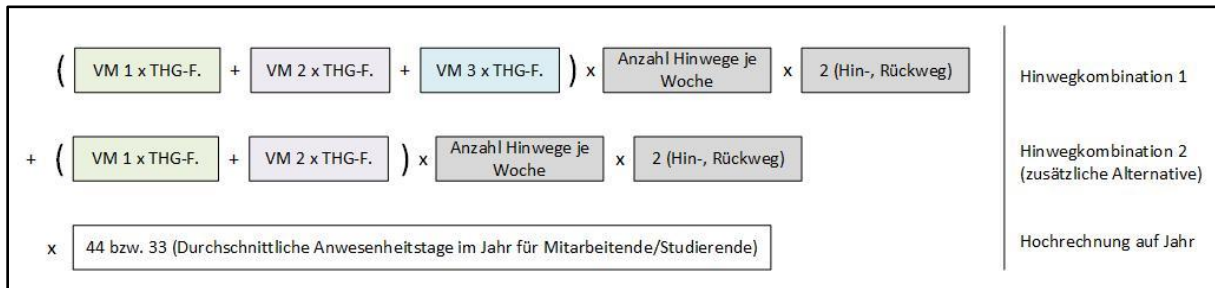 ( VM 1 x THG-F. + VM 2 x THG-F. + VM 3 x THG-F. ) x Anzahl Hinwege je Woche x 2 (Hin-, Rückweg) Hinwegkombination 1
+ ( VM 1 x THG-F. + VM 2 x THG-F. ) x Anzahl Hinwege je Woche x 2 (Hin-, Rückweg) Hinwegkombination 2 (zusätzliche Alternative)
x 44 bzw. 33 (Durchschnittliche Anwesenheitstage im Jahr für Mitarbeitende/Studierende) Hochrechnung auf Jahr